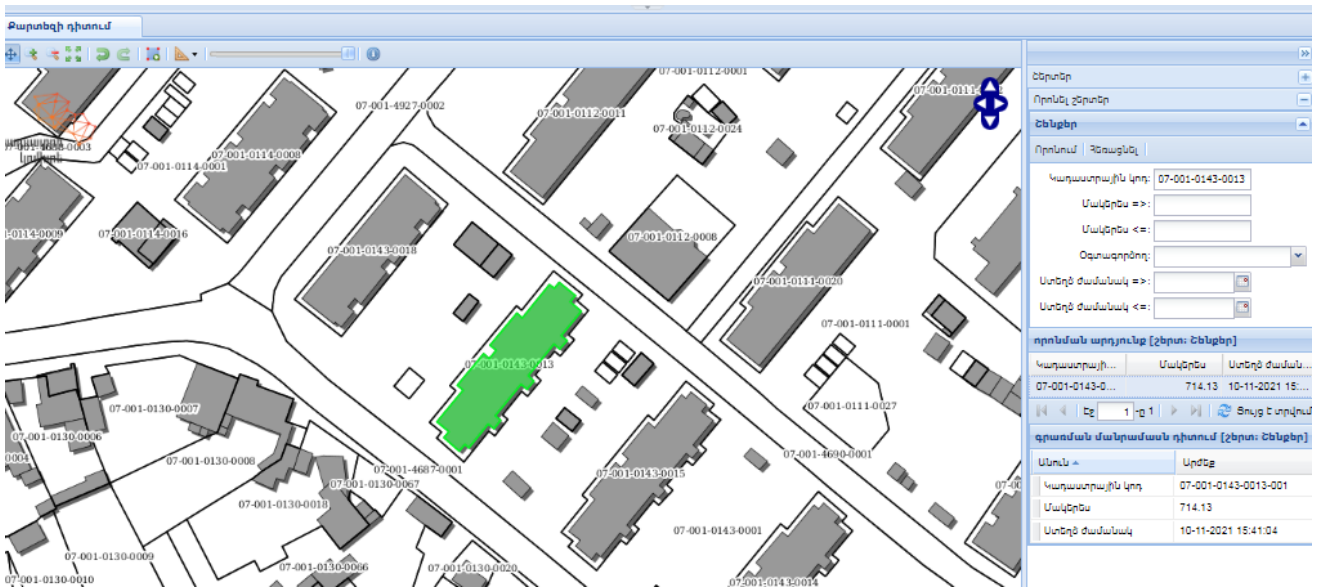 Քարտեզի դիտում
07-001-4927-0002
07-001-0112-0001
07-001-0112-0011
07-001-0112-0024
07-001-0114-0008
07-001-0114-0001
07-001-0114-0016
07-001-0143-0018
07-001-0112-0008
07-001-0111-0020
07-001-0111-0001
07-001-0143-0013
07-001-0111-0027
07-001-0130-0007
07-001-0130-0006
07-001-0130-0008
07-001-4687-0001
07-001-0130-0067
07-001-4690-0001
07-001-0143-0015
07-001-0130-0018
07-001-0143-0001
07-001-0130-0009
07-001-0130-0066
07-001-0130-0020
07-001-0130-0010
07-001-0143-0014
Շերտեր
Որոնել շերտեր
Շենքեր
Որոնում Հեռացնել
Կադաստրային կոդ: 07-001-0143-0013
Մակերես =>:
Մակերես <=:
Օգտագործող:
Ստեղծ ժամանակ =>:
Ստեղծ ժամանակ <=:
որոնման արդյունք [շերտ: Շենքեր]
Կադաստրայի... Մակերես Ստեղծ ժաման...
07-001-0143-0... 714.13 10-11-2021 15:...
Էջ 1 -ը 1 Ցույց է տրվում
գրառման մանրամասն դիտում [շերտ: Շենքեր]
Անուն Արժեք
Կադաստրային կոդ 07-001-0143-0013-001
Մակերես 714.13
Ստեղծ ժամանակ 10-11-2021 15:41:04